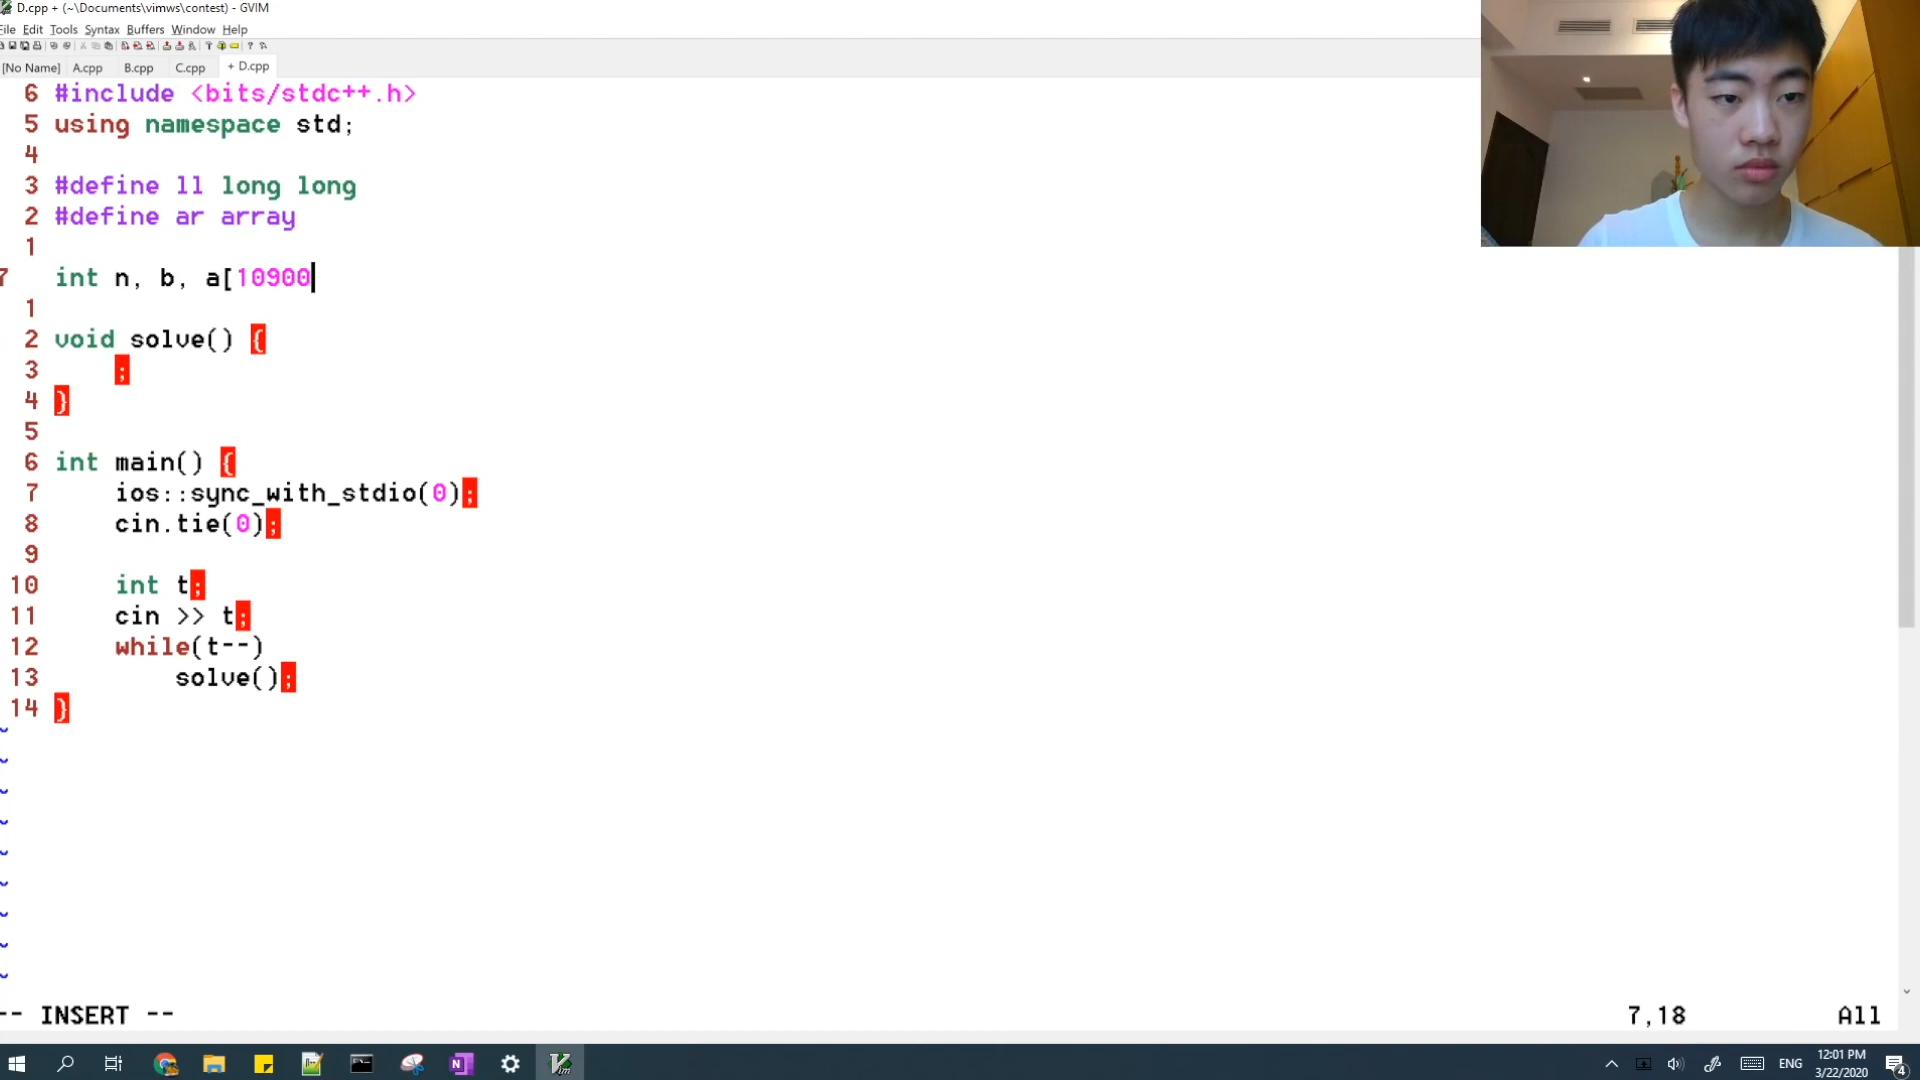 D.cpp + (~\Documents\vimws\contest) - GVIM
File Edit Tools Syntax Buffers Window Help
[No Name] A.cpp B.cpp C.cpp + D.cpp
6 #include <bits/stdc++.h>
5 using namespace std;
4
3 #define ll long long
2 #define ar array
1
7 int n, b, a[10900
1
2 void solve() {
3 ;
4 }
5
6 int main() {
7 ios::sync_with_stdio(0);
8 cin.tie(0);
9
10 int t;
11 cin >> t;
12 while(t--)
13 solve();
14 }
~
~
~
~
~
~
~
~
~
-- INSERT -- 7,18 All
ENG 12:01 PM
3/22/2020 4